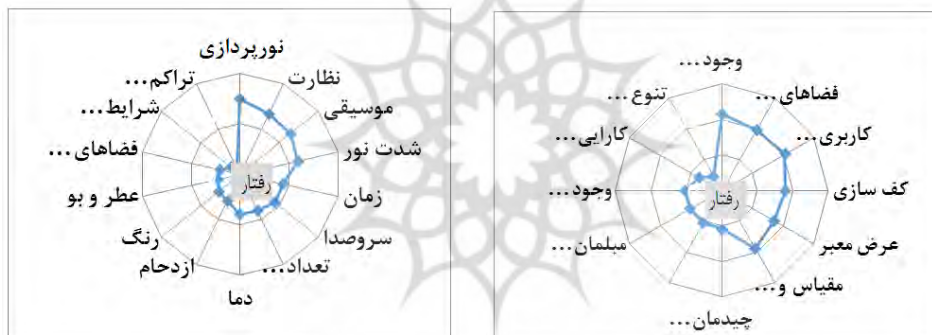 وجود...
فضاهای...
کاربری...
کف سازی
عرض معبر
مقیاس و...
چیدمان...
مبلمان...
وجود...
کارایی...
تنوع...
رفتار
نورپردازی
نظارت
موسیقی
شدت نور
زمان
سروصدا
تعداد...
دما
ازدحام
رنگ
عطر و بو
فضاهای...
شرایط...
تراکم...
رفتار